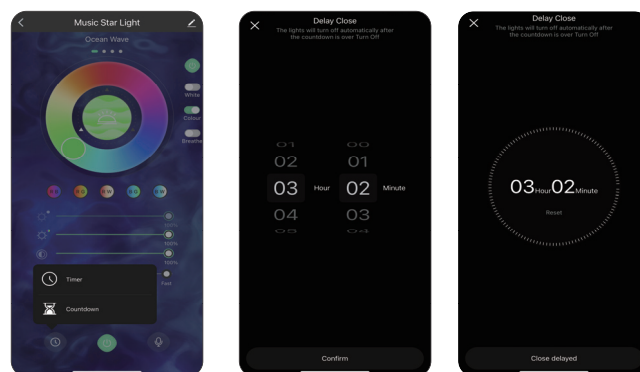 Music Star Light
Ocean Wave
White
Colour
Breathe
R W
B G
B W
100%
100%
Fast
Timer
Countdown
Delay Close
The lights will turn off automatically after
the countdown is over Turn Off
01 00
02 01
03 Hour 02 Minute
04 03
05 04
Confirm
Delay Close
The lights will turn off automatically after
the countdown is over Turn Off
03Hour02Minute
Reset
Close delayed